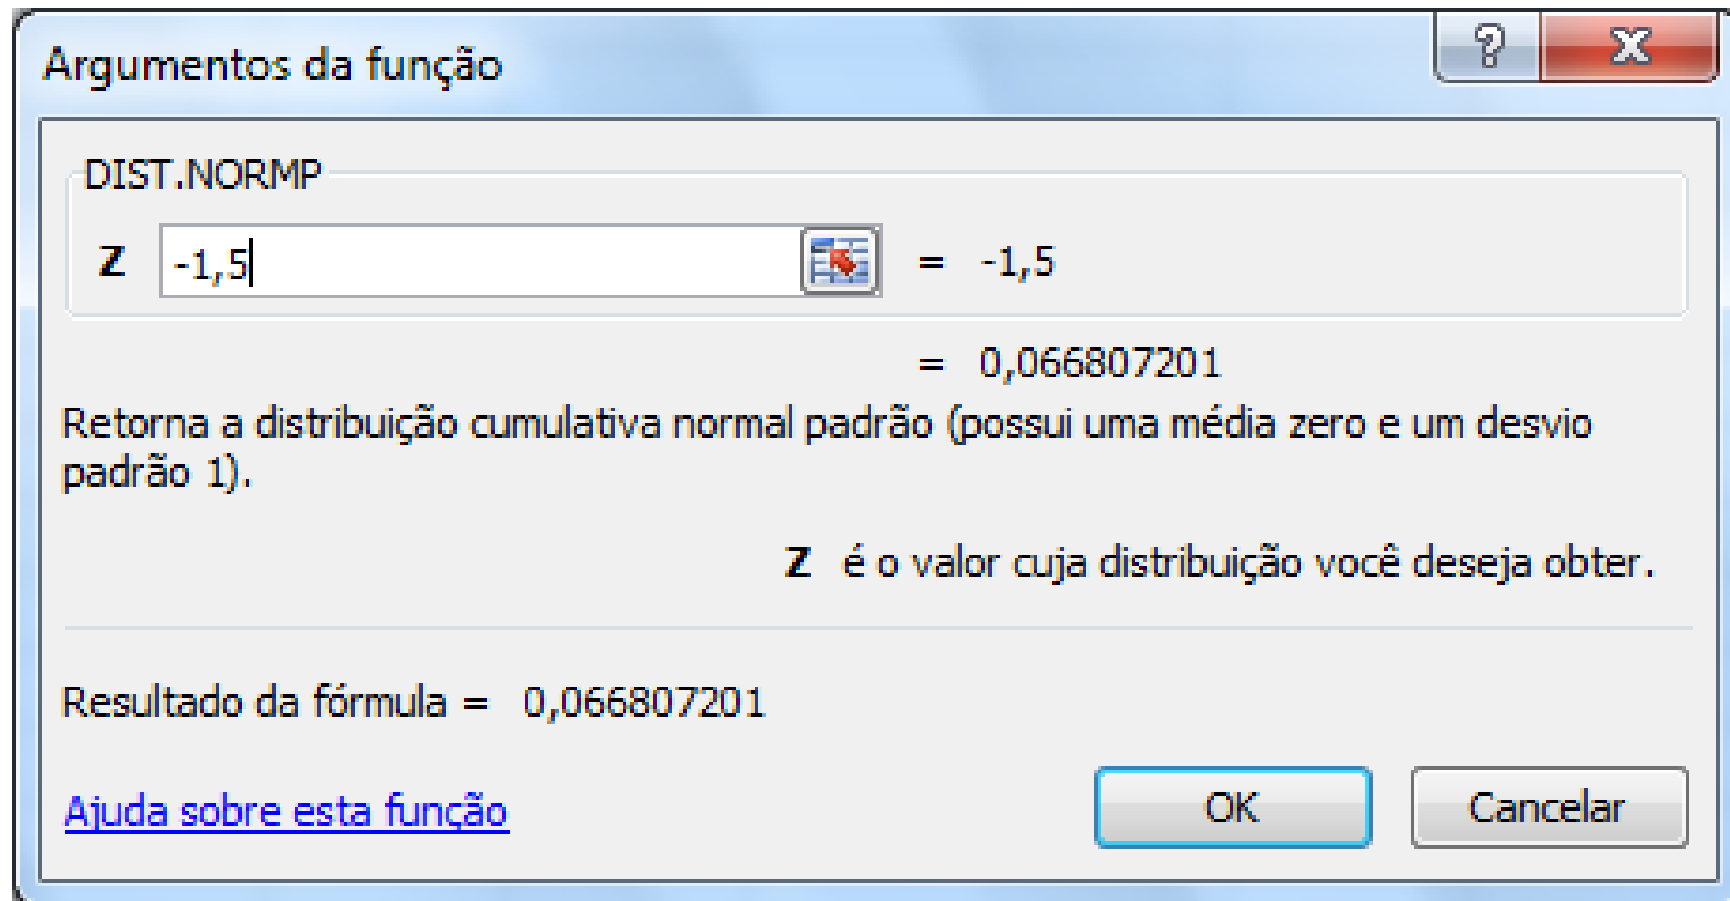 Argumentos da função
DIST.NORMP
Z -1,5 = -1,5
= 0,066807201
Retorna a distribuição cumulativa normal padrão (possui uma média zero e um desvio
padrão 1).
Z é o valor cuja distribuição você deseja obter.
Resultado da fórmula = 0,066807201
Ajuda sobre esta função
OK Cancelar